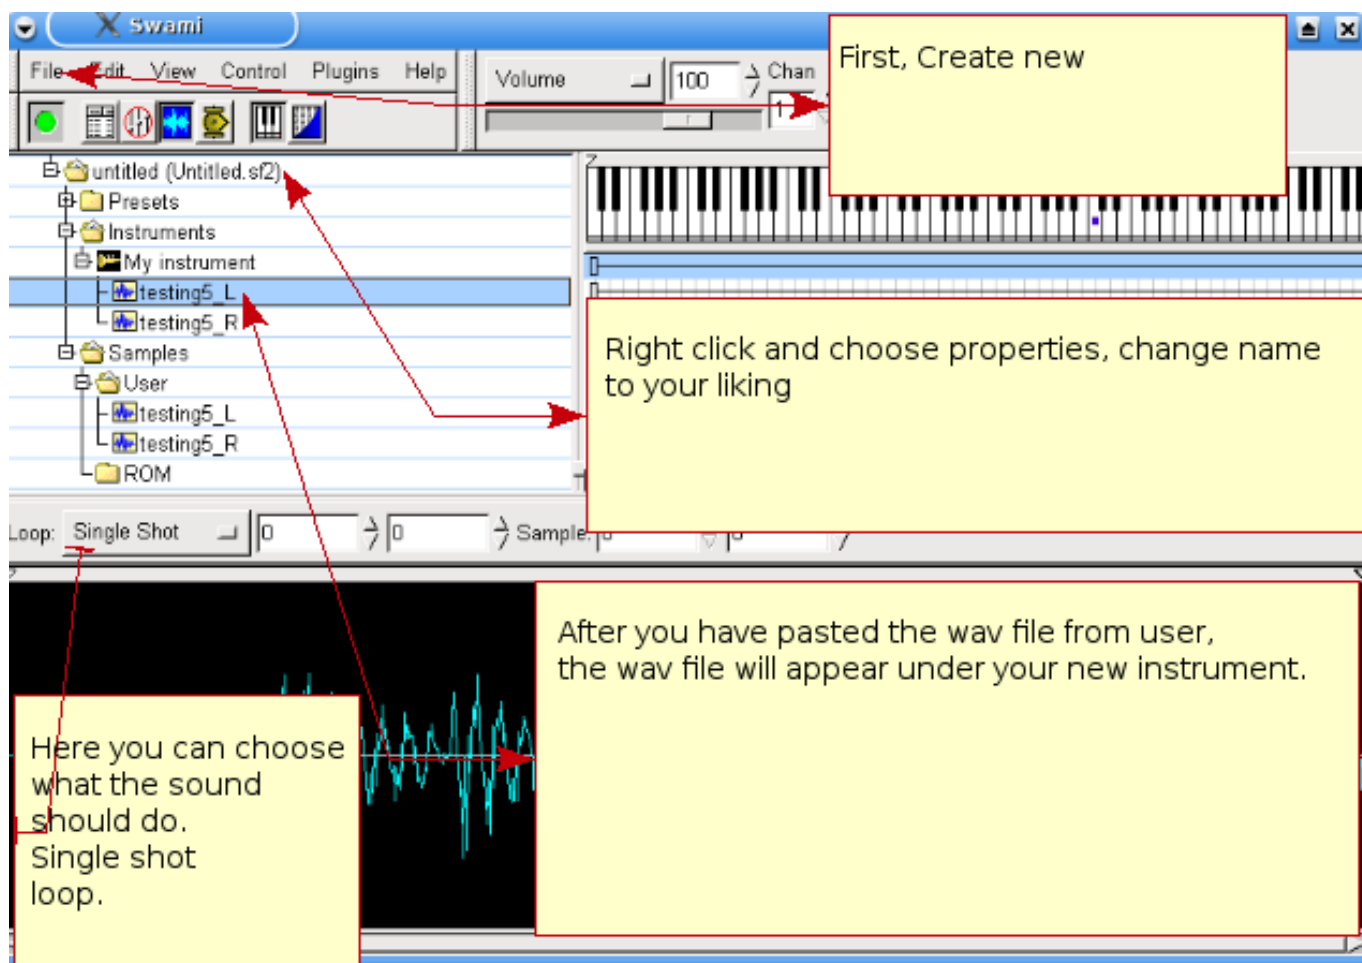 Swami
First, Create new
File Edit View Control Plugins Help
Volume 100 Chan
1
untitled (Untitled.sf2)
Presets
Instruments
My instrument
testing5_L
testing5_R
Samples
User
testing5_L
testing5_R
ROM
Right click and choose properties, change name
to your liking
Loop: Single Shot 0 0 Sample: 0 0
After you have pasted the wav file from user,
the wav file will appear under your new instrument.
Here you can choose
what the sound
should do.
Single shot
loop.